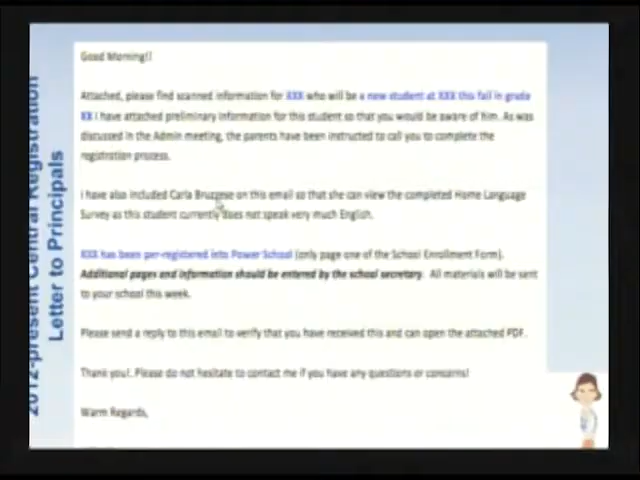 2012-present Central Registration
Letter to Principals
Good Morning!!
Attached, please find scanned information for XXX who will be a new student at XXX this fall in grade
XX I have attached preliminary information for this student so that you would be aware of him. As was
discussed in the Admin meeting, the parents have been instructed to call you to complete the
registration process.
I have also included Carla Bruzzese on this email so that she can view the completed Home Language
Survey as this student currently does not speak very much English.
XXX has been per-registered into Power School (only page one of the School Enrollment Form).
Additional pages and information should be entered by the school secretary. All materials will be sent
to your school this week.
Please send a reply to this email to verify that you have received this and can open the attached PDF.
Thank you!. Please do not hesitate to contact me if you have any questions or concerns!
Warm Regards,